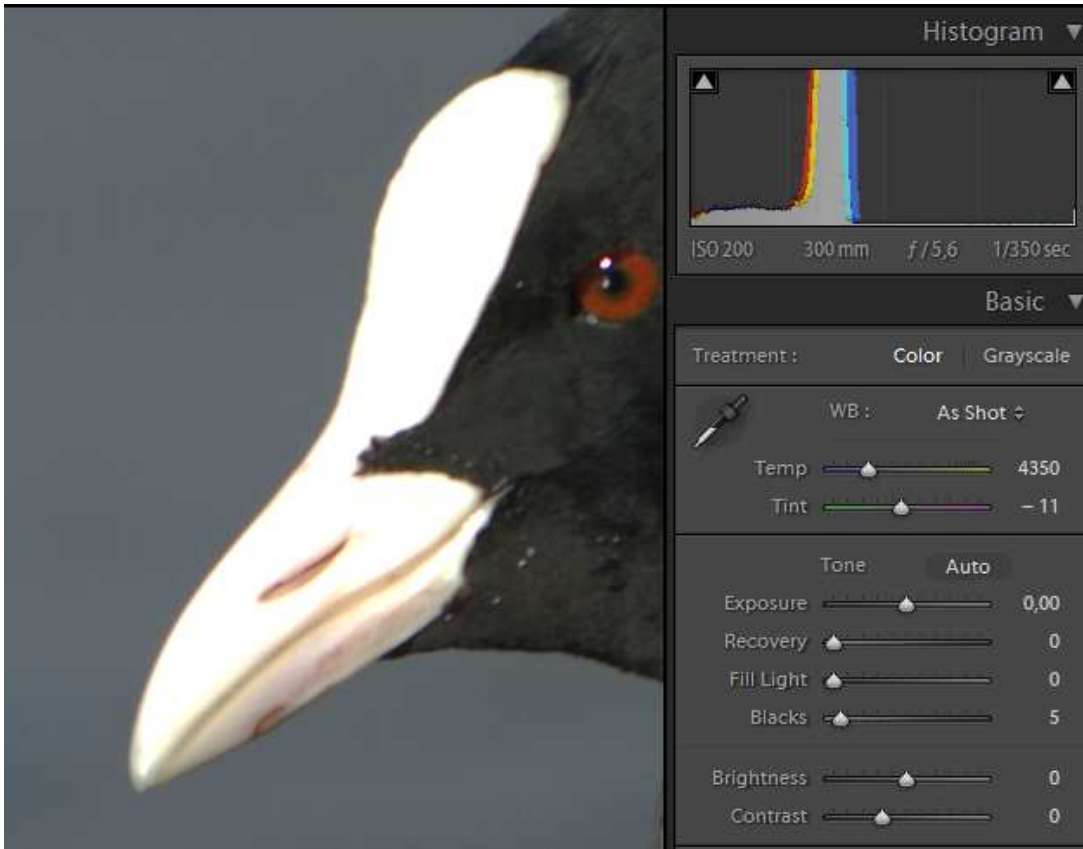 Histogram
ISO 200 300 mm ƒ / 5,6 1/350 sec
Basic
Treatment : Color Grayscale
WB : As Shot
Temp 4350
Tint − 11
Tone Auto
Exposure 0,00
Recovery 0
Fill Light 0
Blacks 5
Brightness 0
Contrast 0